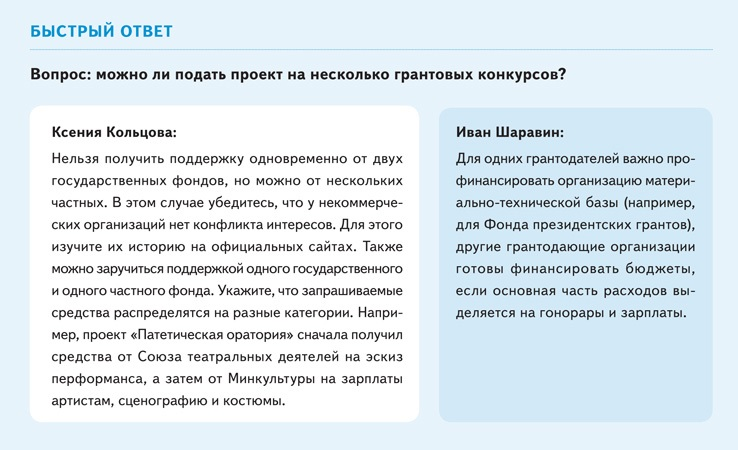 БЫСТРЫЙ ОТВЕТ
Вопрос: можно ли подать проект на несколько грантовых конкурсов?
Ксения Кольцова:
Нельзя получить поддержку одновременно от двух
государственных фондов, но можно от нескольких
частных. В этом случае убедитесь, что у некоммерче-
ских организаций нет конфликта интересов. Для этого
изучите их историю на официальных сайтах. Также
можно заручиться поддержкой одного государственного
и одного частного фонда. Укажите, что запрашиваемые
средства распределятся на разные категории. Напри-
мер, проект «Патетическая оратория» сначала получил
средства от Союза театральных деятелей на эскиз
перформанса, а затем от Минкультуры на зарплаты
артистам, сценографию и костюмы.
Иван Шаравин:
Для одних грантодателей важно про-
финансировать организацию матери-
ально-технической базы (например,
для Фонда президентских грантов),
другие грантодающие организации
готовы финансировать бюджеты,
если основная часть расходов вы-
деляется на гонорары и зарплаты.